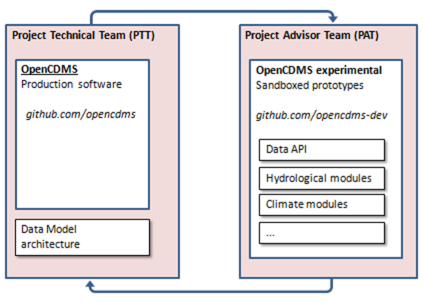 Project Technical Team (PTT)
OpenCDMS
Production software
github.com/opencdms
Data Model
architecture
Project Advisor Team (PAT)
OpenCDMS experimental
Sandboxed prototypes
github.com/opencdms-dev
Data API
Hydrological modules
Climate modules
...